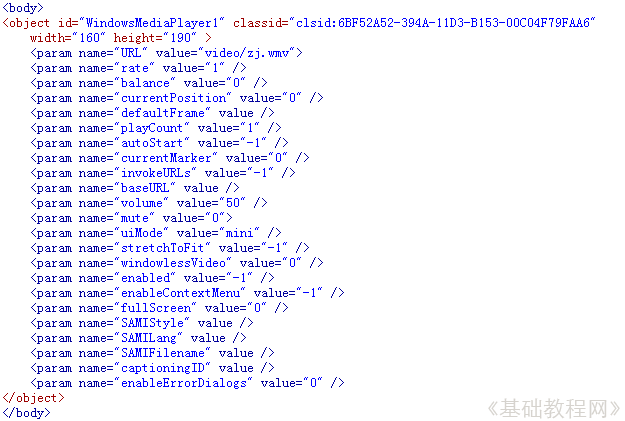 <body>
<object id="WindowsMediaPlayer1" classid="clsid:6BF52A52-394A-11D3-B153-00C04F79FAA6"
width="160" height="190" >
<param name="URL" value="video/zj.wmv">
<param name="rate" value="1" />
<param name="balance" value="0" />
<param name="currentPosition" value="0" />
<param name="defaultFrame" value />
<param name="playCount" value="1" />
<param name="autoStart" value="-1" />
<param name="currentMarker" value="0" />
<param name="invokeURLs" value="-1" />
<param name="baseURL" value />
<param name="volume" value="50" />
<param name="mute" value="0">
<param name="uiMode" value="mini" />
<param name="stretchToFit" value="-1" />
<param name="windowlessVideo" value="0" />
<param name="enabled" value="-1" />
<param name="enableContextMenu" value="-1" />
<param name="fullScreen" value="0" />
<param name="SAMIStyle" value />
<param name="SAMILang" value />
<param name="SAMIFilename" value />
<param name="captioningID" value />
<param name="enableErrorDialogs" value="0" />
</object>
</body>
《基础教程网》